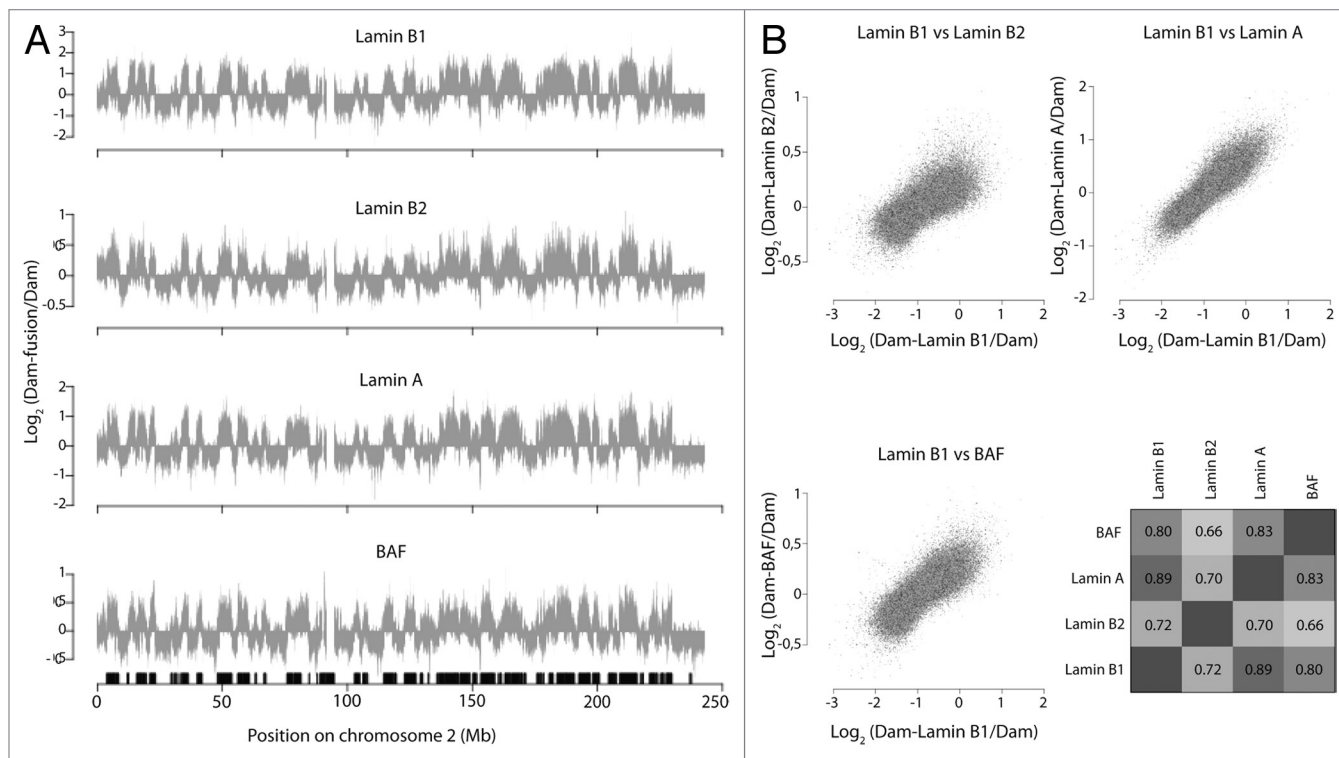 A
Lamin B1
3
2
1
0
-1
-2
Lamin B2
1
0
-0.5
Lamin A
2
1
0
-1
-2
BAF
1
0
Log2 (Dam-fusion/Dam)
0 50 100 150 200 250
Position on chromosome 2 (Mb)
B
Lamin B1 vs Lamin B2
1
0,5
0
-0,5
Log2 (Dam-Lamin B2/Dam)
-3 -2 -1 0 1 2
Log2 (Dam-Lamin B1/Dam)
Lamin B1 vs Lamin A
2
1
0
-1
-2
Log2 (Dam-Lamin A/Dam)
-3 -2 -1 0 1 2
Log2 (Dam-Lamin B1/Dam)
Lamin B1 vs BAF
1
0,5
0
-0,5
Log2 (Dam-BAF/Dam)
-3 -2 -1 0 1 2
Log2 (Dam-Lamin B1/Dam)
Lamin B1 Lamin B2 Lamin A BAF
BAF 0.80 0.66 0.83
Lamin A 0.89 0.70 0.83
Lamin B2 0.72 0.70 0.66
Lamin B1 0.72 0.89 0.80